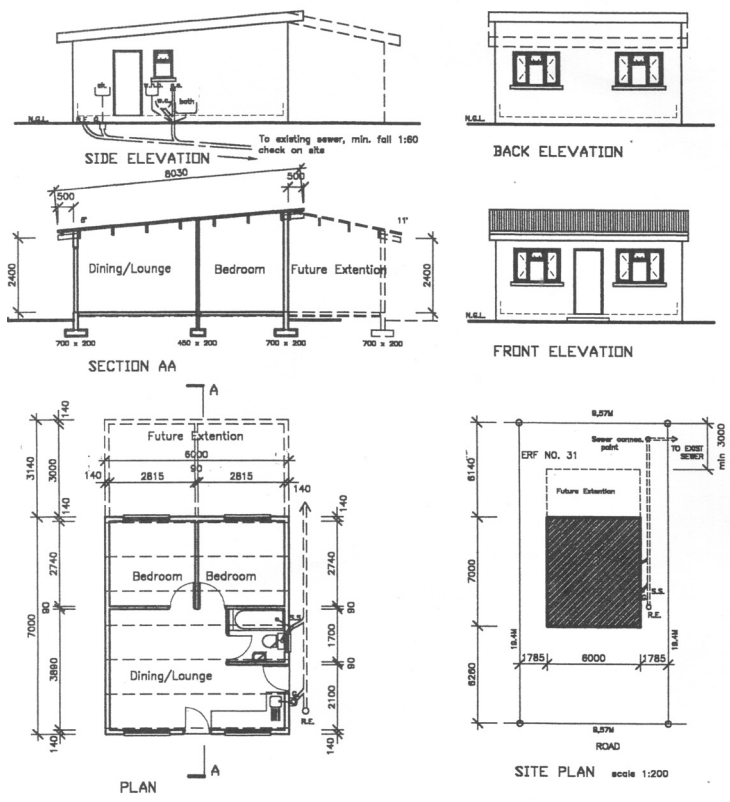 sk.
w.h.b.
s.s.
w.c.
bath
N.G.L.
R.E.
G.
To existing sewer, min. fall 1:60
check on site
SIDE ELEVATION
N.G.L.
BACK ELEVATION
8030
500
500
8°
11°
2400
Dining/Lounge
Bedroom
Future Extention
2400
700 x 200
450 x 200
700 x 200
700 x 200
SECTION AA
N.G.L.
FRONT ELEVATION
A
140
3140
3000
Future Extention
6000
90
140
2815
2815
140
140
2740
Bedroom
Bedroom
2740
90
7000
90
S.S.
1700
3890
90
Dining/Lounge
2100
G
R.E.
140
140
A
PLAN
9,57M
Sewer connec.
point
TO EXIST
SEWER
min 3000
6140
ERF NO. 31
Future Extention
7000
S.S.
G
R.E.
19.4M
19.4M
1785
6000
1785
6260
9,57M
ROAD
SITE PLAN scale 1:200